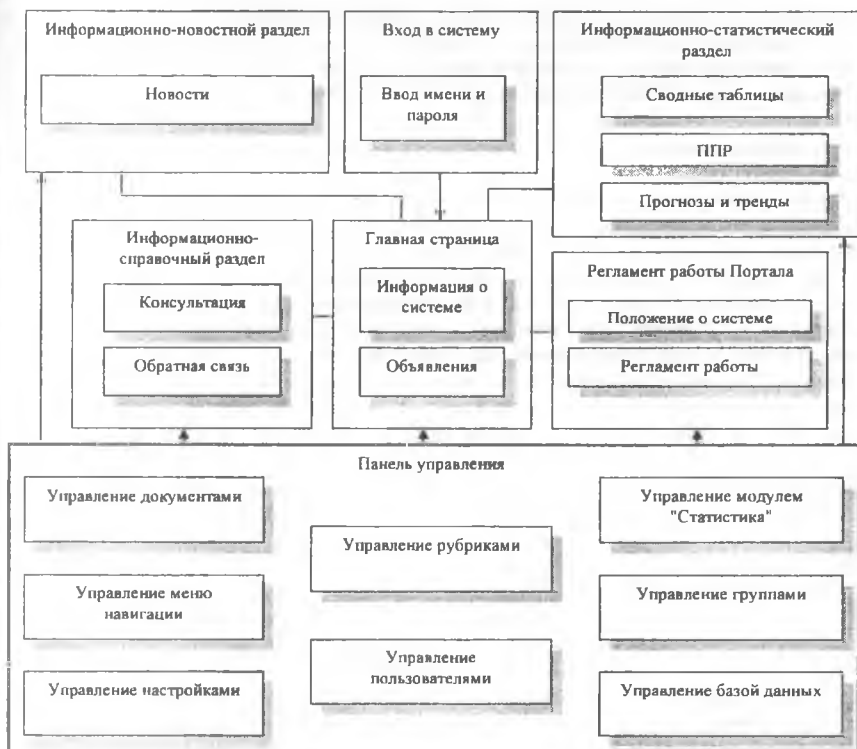 Информационно-новостной раздел
Новости
Вход в систему
Ввод имени и
пароля
Информационно-статистический
раздел
Сводные таблицы
ППР
Прогнозы и тренды
Информационно-
справочный раздел
Консультация
Обратная связь
Главная страница
Информация о
системе
Объявления
Регламент работы Портала
Положение о системе
Регламент работы
Панель управления
Управление документами
Управление меню
навигации
Управление настройками
Управление рубриками
Управление
пользователями
Управление модулем
"Статистика"
Управление группами
Управление базой данных